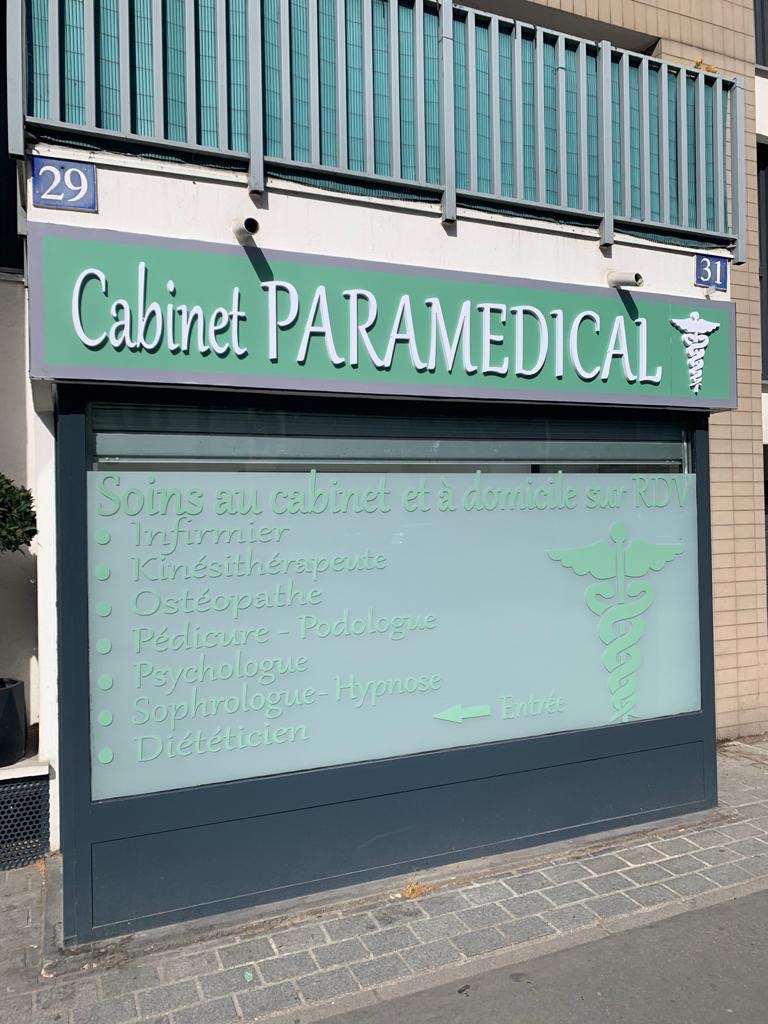 29
31
Cabinet PARAMEDICAL
Soins au cabinet et à domicile sur RDV
• Infirmier
• Kinésithérapeute
• Ostéopathe
• Pédicure - Podologue
• Psychologue
• Sophrologue-Hypnose
• Diététicien
← Entrée